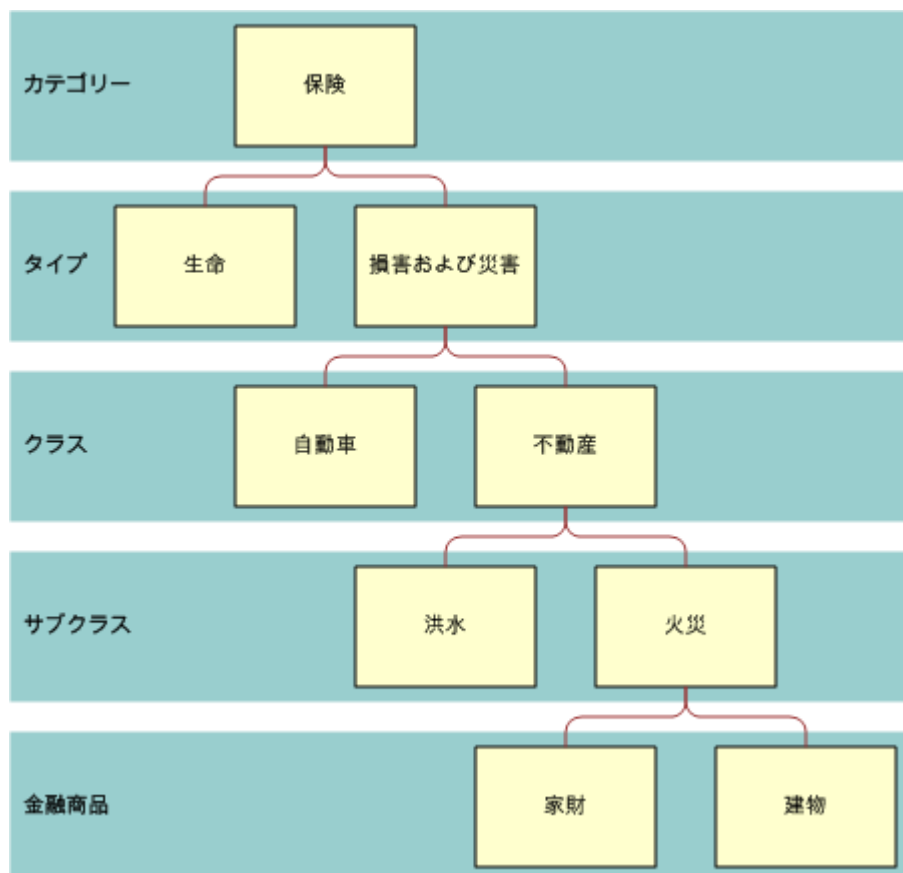 カテゴリー
保険
タイプ
生命
損害および災害
クラス
自動車
不動産
サブクラス
洪水
火災
金融商品
家財
建物